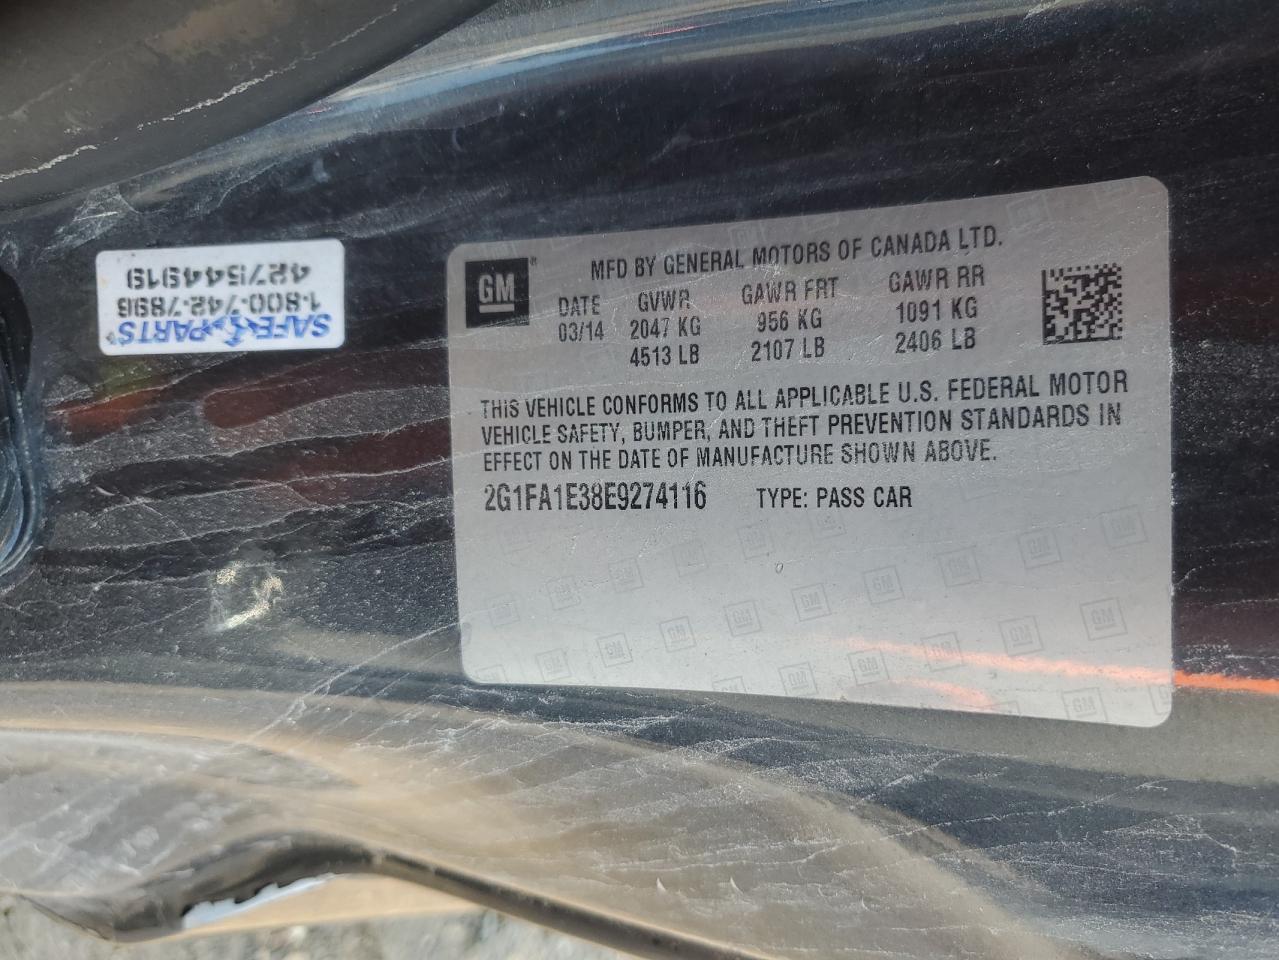 SAFE-PARTS
1-800-742-7896
427544919
GM
MFD BY GENERAL MOTORS OF CANADA LTD.
DATE GVWR GAWR FRT GAWR RR
03/14 2047 KG 956 KG 1091 KG
4513 LB 2107 LB 2406 LB
THIS VEHICLE CONFORMS TO ALL APPLICABLE U.S. FEDERAL MOTOR
VEHICLE SAFETY, BUMPER, AND THEFT PREVENTION STANDARDS IN
EFFECT ON THE DATE OF MANUFACTURE SHOWN ABOVE.
2G1FA1E38E9274116 TYPE: PASS CAR